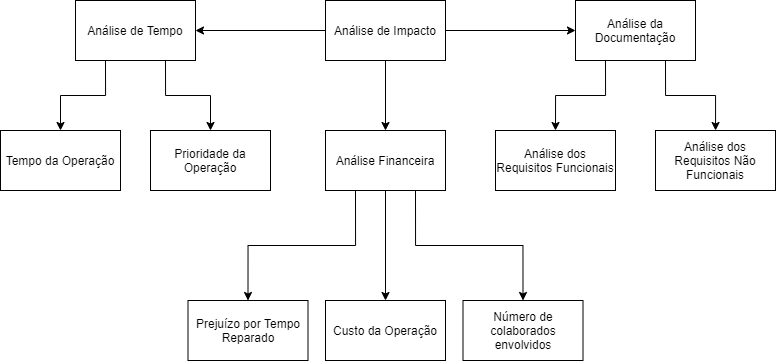 Análise de Tempo
Análise de Impacto
Análise da
Documentação
Tempo da Operação
Prioridade da
Operação
Análise Financeira
Análise dos
Requisitos Funcionais
Análise dos
Requisitos Não
Funcionais
Prejuízo por Tempo
Reparado
Custo da Operação
Número de
colaborados
envolvidos